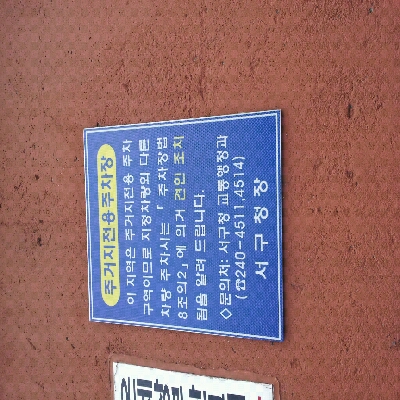 주거지전용주차장
이 지역은 주거지전용 주차
구역이므로 지정차량외 다른
차량 주차시는 「 주차장법
8조의2」에 의거 견인 조치
됨을 알려 드립니다.
◇문의처: 서구청 교통행정과
(☎240-4511,4514)
서 구 청 장